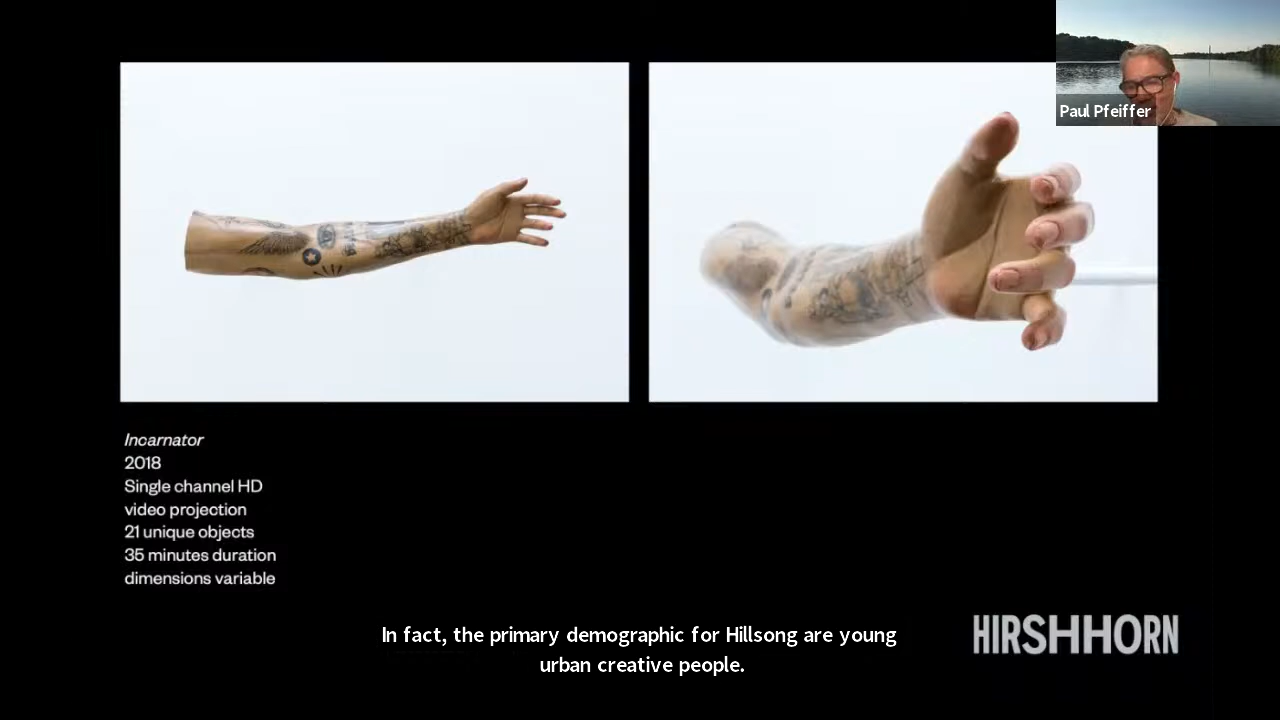 Paul Pfeiffer
Incarnator
2018
Single channel HD
video projection
21 unique objects
35 minutes duration
dimensions variable
In fact, the primary demographic for Hillsong are young
urban creative people.
HIRSHHORN